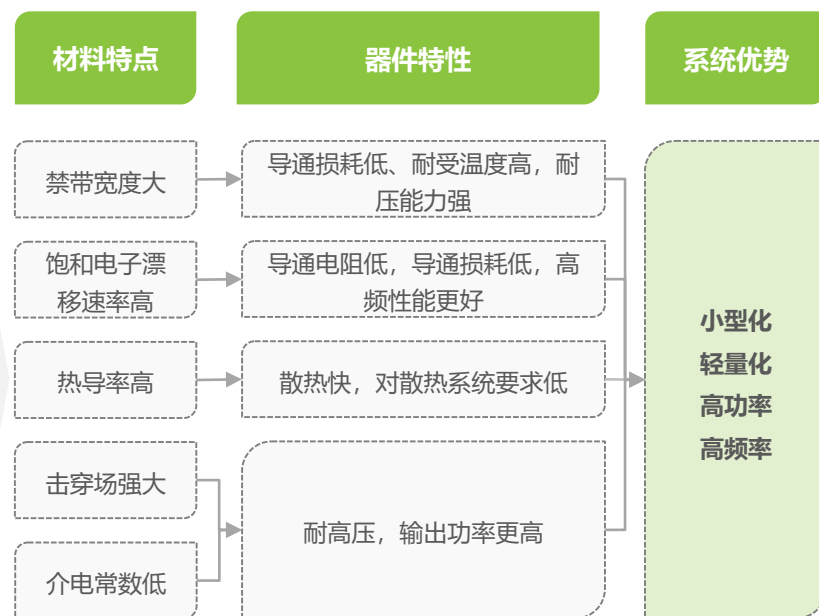 材料特点
器件特性
系统优势
禁带宽度大
导通损耗低、耐受温度高，耐
压能力强
饱和电子漂
移速率高
导通电阻低，导通损耗低，高
频性能更好
热导率高
散热快，对散热系统要求低
击穿场强大
介电常数低
耐高压，输出功率更高
小型化
轻量化
高功率
高频率